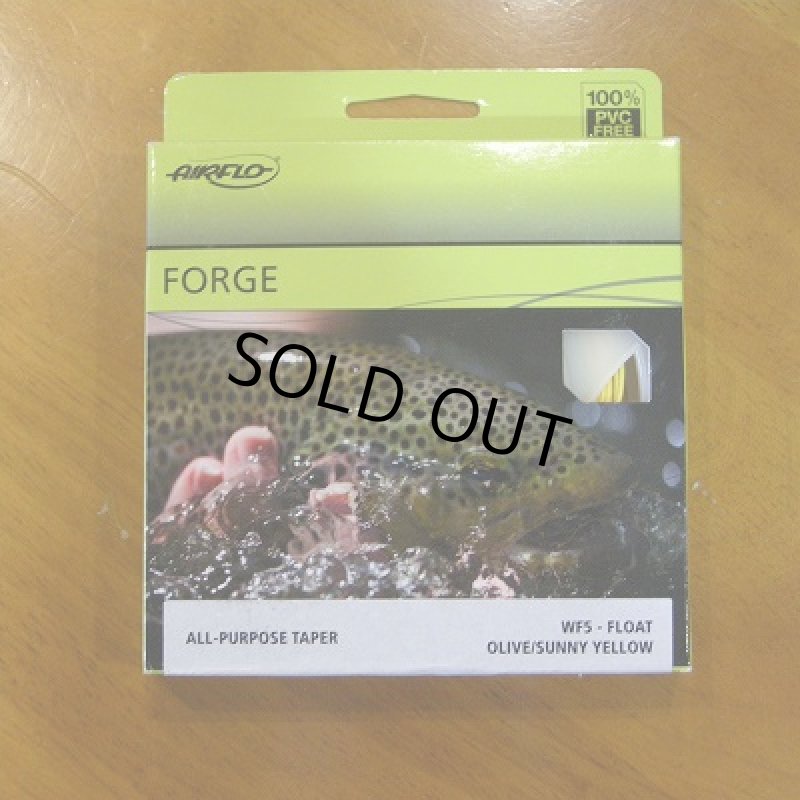 100%
PVC
FREE
AIRFLO
FORGE
SOLD OUT
ALL-PURPOSE TAPER
WF5 - FLOAT
OLIVE/SUNNY YELLOW